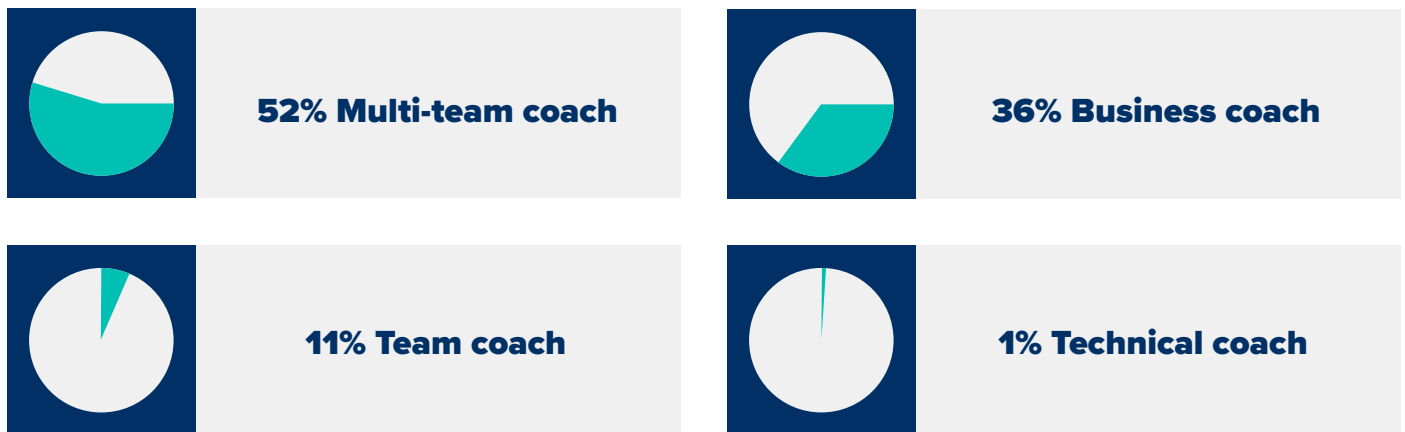 52% Multi-team coach
36% Business coach
11% Team coach
1% Technical coach